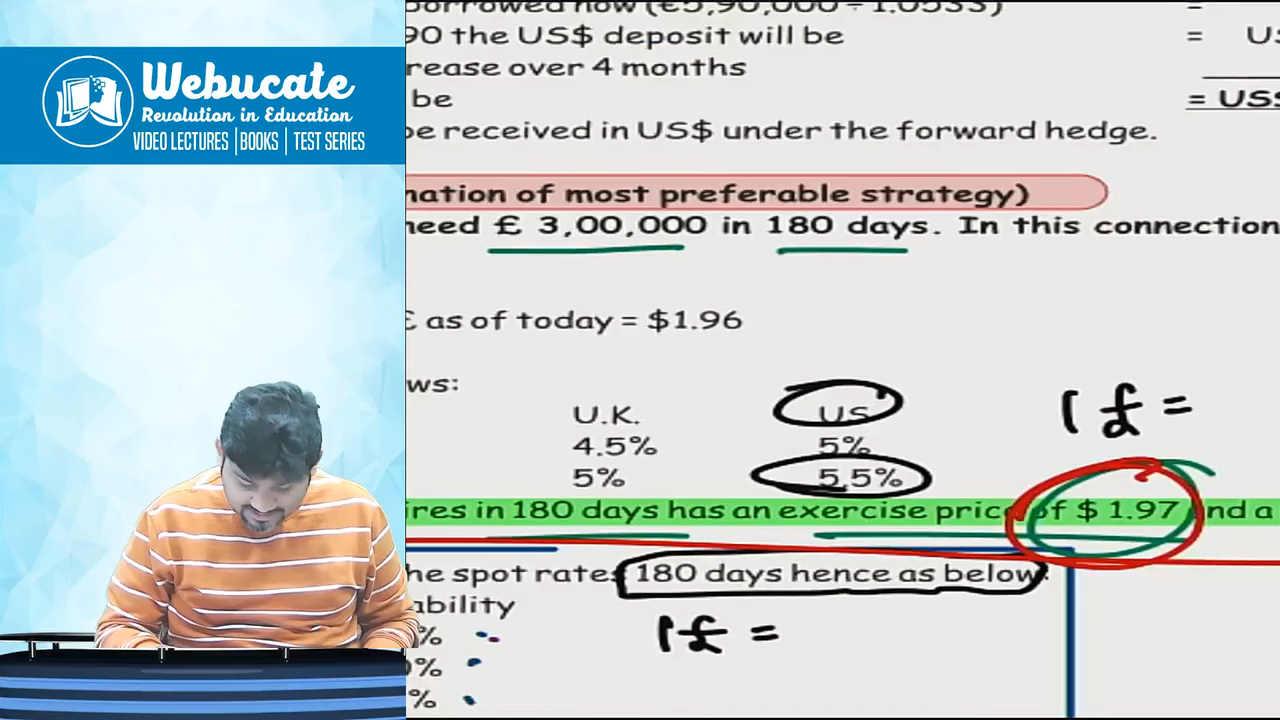 Webucate
Revolution in Education
VIDEO LECTURES | BOOKS | TEST SERIES
borrowed now (€5,90,000 ÷ 1.0533) =
90 the US$ deposit will be =
rease over 4 months
be = US$
be received in US$ under the forward hedge.
nation of most preferable strategy)
need £ 3,00,000 in 180 days. In this connection
£ as of today = $1.96
ws:
U.K. US
1 £ =
4.5% 5%
5% 5.5%
ires in 180 days has an exercise price of $ 1.97 and a
he spot rates 180 days hence as below:
ability
1£ =
%
0%
%